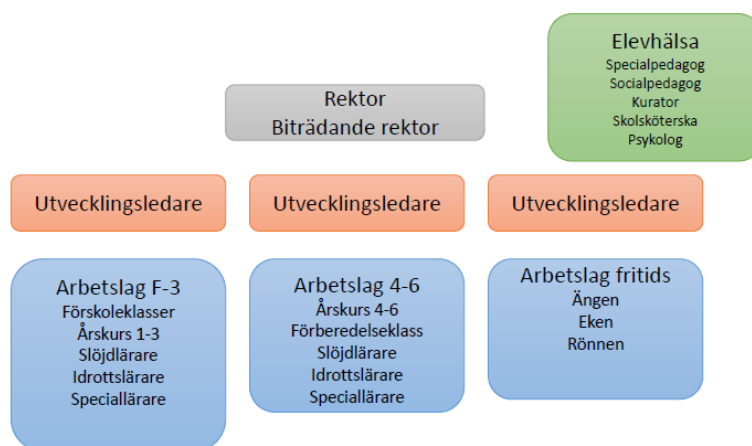 Elevhälsa
Specialpedagog
Socialpedagog
Kurator
Skolsköterska
Psykolog
Rektor
Biträdande rektor
Utvecklingsledare
Utvecklingsledare
Utvecklingsledare
Arbetslag F-3
Förskoleklasser
Årskurs 1-3
Slöjdlärare
Idrottslärare
Speciallärare
Arbetslag 4-6
Årskurs 4-6
Förberedelseklass
Slöjdlärare
Idrottslärare
Speciallärare
Arbetslag fritids
Ängen
Eken
Rönnen